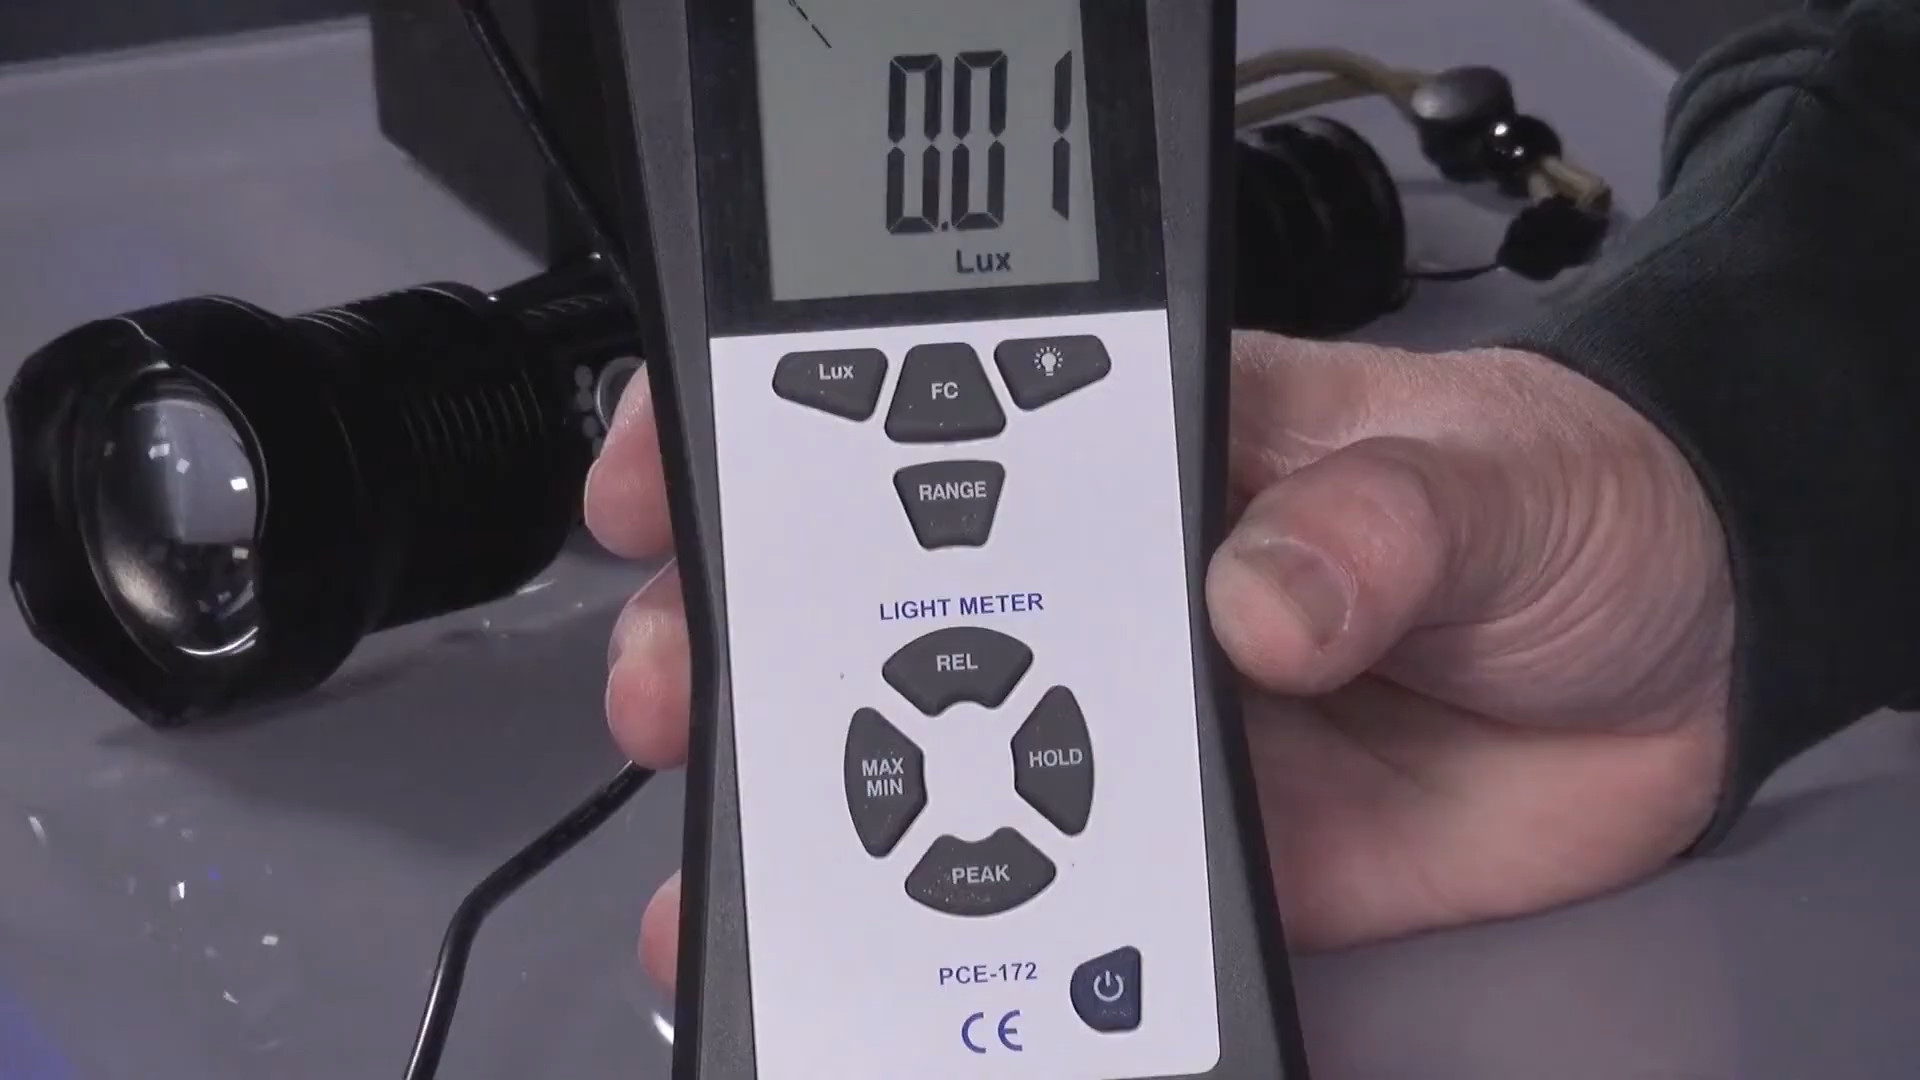 0.01
Lux
Lux
FC
RANGE
LIGHT METER
REL
MAX
MIN
HOLD
PEAK
PCE-172
CE